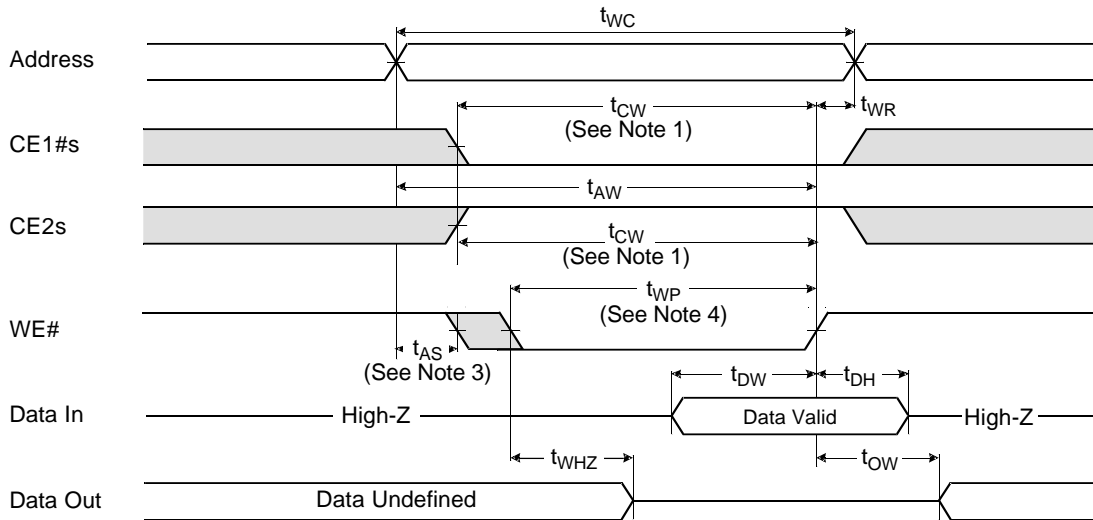 tWC
Address
tCW
(See Note 1)
tWR
CE1#s
tAW
CE2s
tCW
(See Note 1)
tWP
(See Note 4)
WE#
tAS
(See Note 3)
tDW
tDH
Data In
High-Z
Data Valid
High-Z
tWHZ
tOW
Data Out
Data Undefined